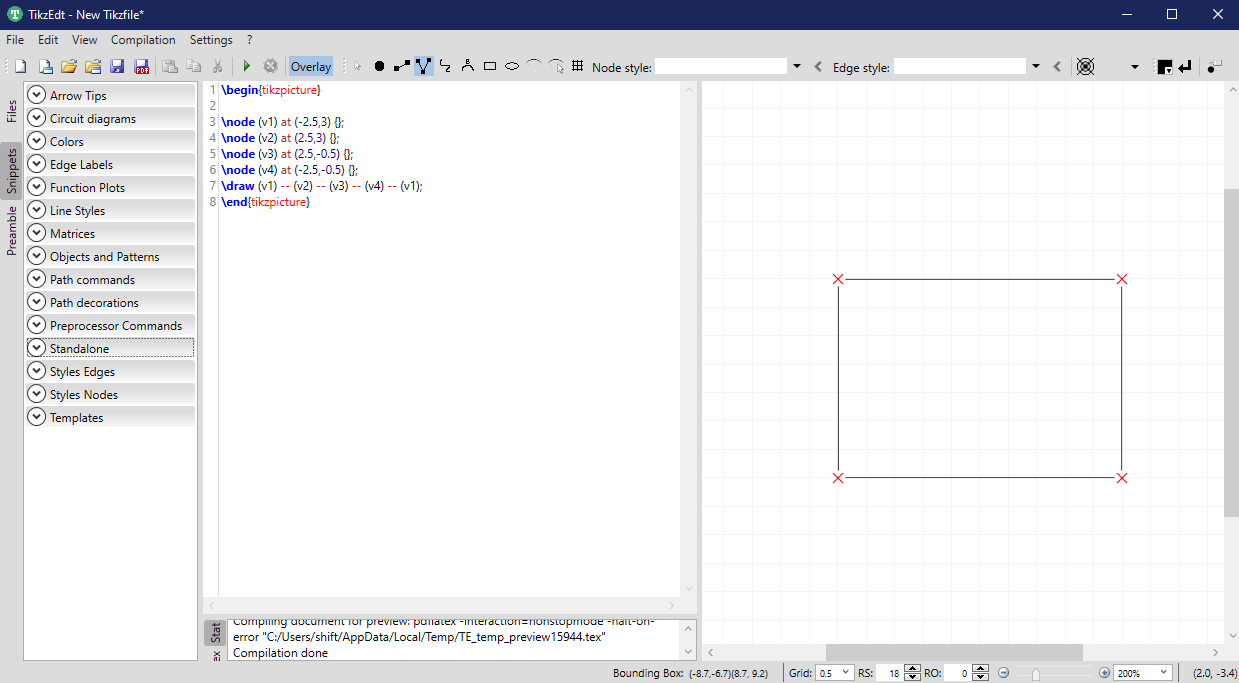 TikzEdt - New Tikzfile*
File Edit View Compilation Settings ?
Overlay Node style: Edge style:
Files
Snippets
Preamble
Arrow Tips
Circuit diagrams
Colors
Edge Labels
Function Plots
Line Styles
Matrices
Objects and Patterns
Path commands
Path decorations
Preprocessor Commands
Standalone
Styles Edges
Styles Nodes
Templates
1 \begin{tikzpicture}
2
3 \node (v1) at (-2.5,3) {};
4 \node (v2) at (2.5,3) {};
5 \node (v3) at (2.5,-0.5) {};
6 \node (v4) at (-2.5,-0.5) {};
7 \draw (v1) -- (v2) -- (v3) -- (v4) -- (v1);
8 \end{tikzpicture}
Stat
ex
Compiling document for preview: pdflatex -interaction=nonstopmode -halt-on-
error "C:/Users/shift/AppData/Local/Temp/TE_temp_preview15944.tex"
Compilation done
Bounding Box: (-8.7,-6.7)(8.7, 9.2) Grid: 0.5 RS: 18 RO: 0 200% (2.0, -3.4)